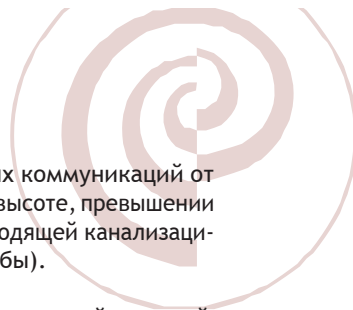 их коммуникаций от
высоте, превышении
одящей канализаци-
бы).